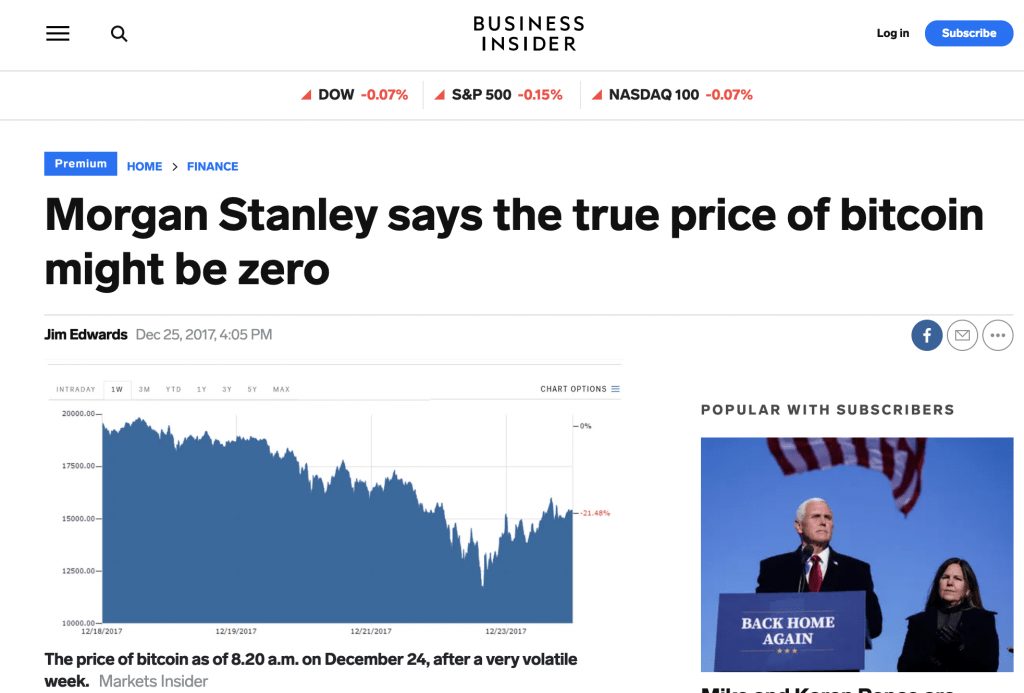 BUSINESS
INSIDER
Log in
Subscribe
DOW -0.07%
S&P 500 -0.15%
NASDAQ 100 -0.07%
Premium
HOME > FINANCE
Morgan Stanley says the true price of bitcoin
might be zero
Jim Edwards Dec 25, 2017, 4:05 PM
f
INTRADAY 1W 3M YTD 1Y 3Y 5Y MAX
CHART OPTIONS
20000.00
17500.00
15000.00
12500.00
10000.00
0%
-21.48%
12/18/2017 12/19/2017 12/21/2017 12/23/2017
The price of bitcoin as of 8.20 a.m. on December 24, after a very volatile
week. Markets Insider
POPULAR WITH SUBSCRIBERS
BACK HOME
AGAIN